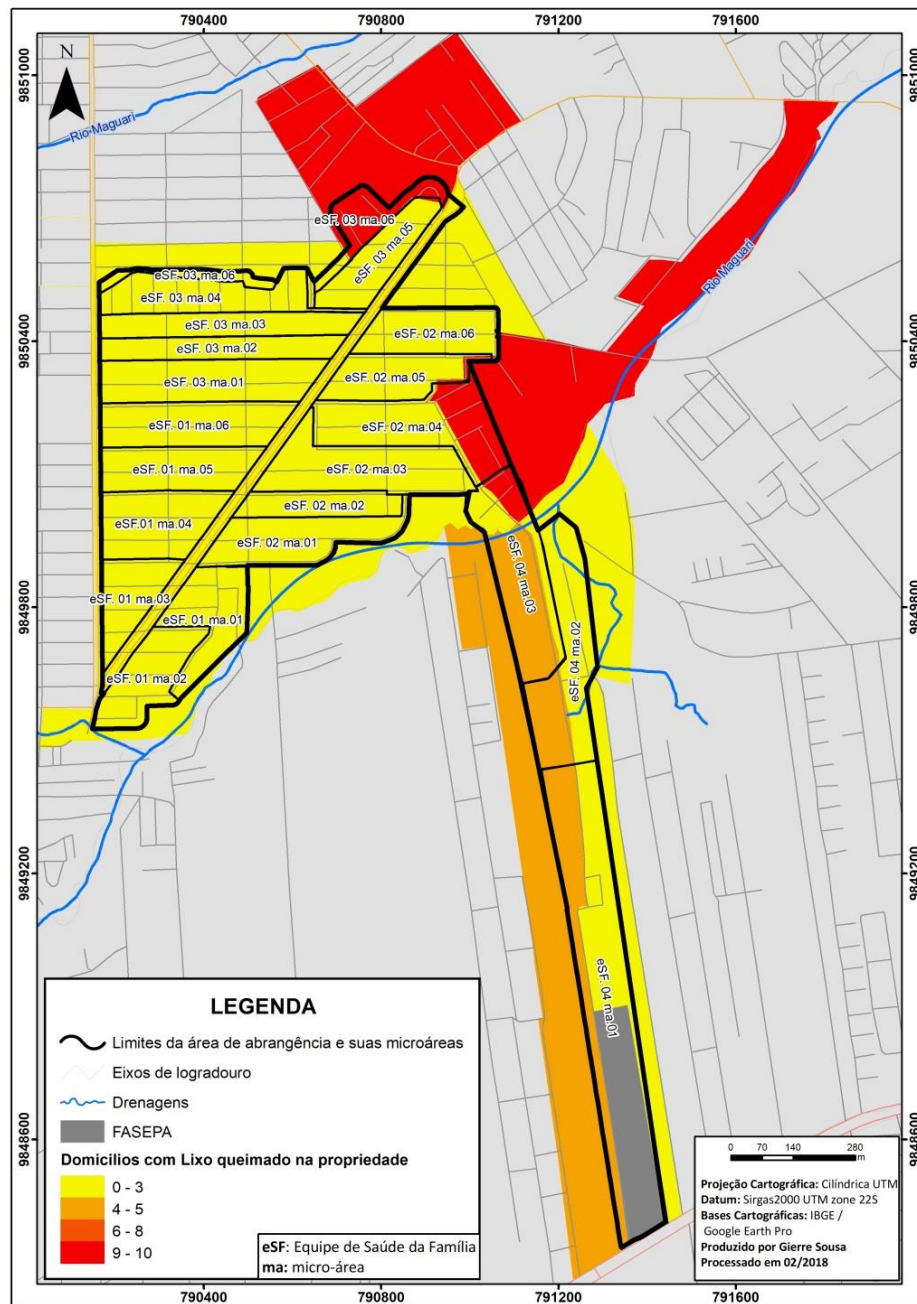 790400 790800 791200 791600
9851000 9851000
N
Rio Maguari
Rio Maguari
eSF. 03 ma.06
eSF. 03 ma.05
eSF. 03 ma.06
eSF. 03 ma.04
eSF. 03 ma.03
eSF. 03 ma.02
eSF. 02 ma.06
9850400 9850400
eSF. 03 ma.01
eSF. 02 ma.05
eSF. 01 ma.06
eSF. 02 ma.04
eSF. 01 ma.05
eSF. 02 ma.03
eSF.01 ma.04
eSF. 02 ma.02
eSF. 02 ma.01
eSF. 04 ma.03
eSF. 01 ma.03
eSF. 01 ma.01
9849800 9849800
eSF. 01 ma.02
eSF. 04 ma.02
9849200 9849200
eSF. 04 ma.01
9848600 9848600
LEGENDA
Limites da área de abrangência e suas microáreas
Eixos de logradouro
Drenagens
FASEPA
Domicilios com Lixo queimado na propriedade
0 - 3
4 - 5
6 - 8
9 - 10
eSF: Equipe de Saúde da Família
ma: micro-área
0 70 140 280
m
Projeção Cartográfica: Cilíndrica UTM
Datum: Sirgas2000 UTM zone 22S
Bases Cartográficas: IBGE /
Google Earth Pro
Produzido por Gierre Sousa
Processado em 02/2018
790400 790800 791200 791600